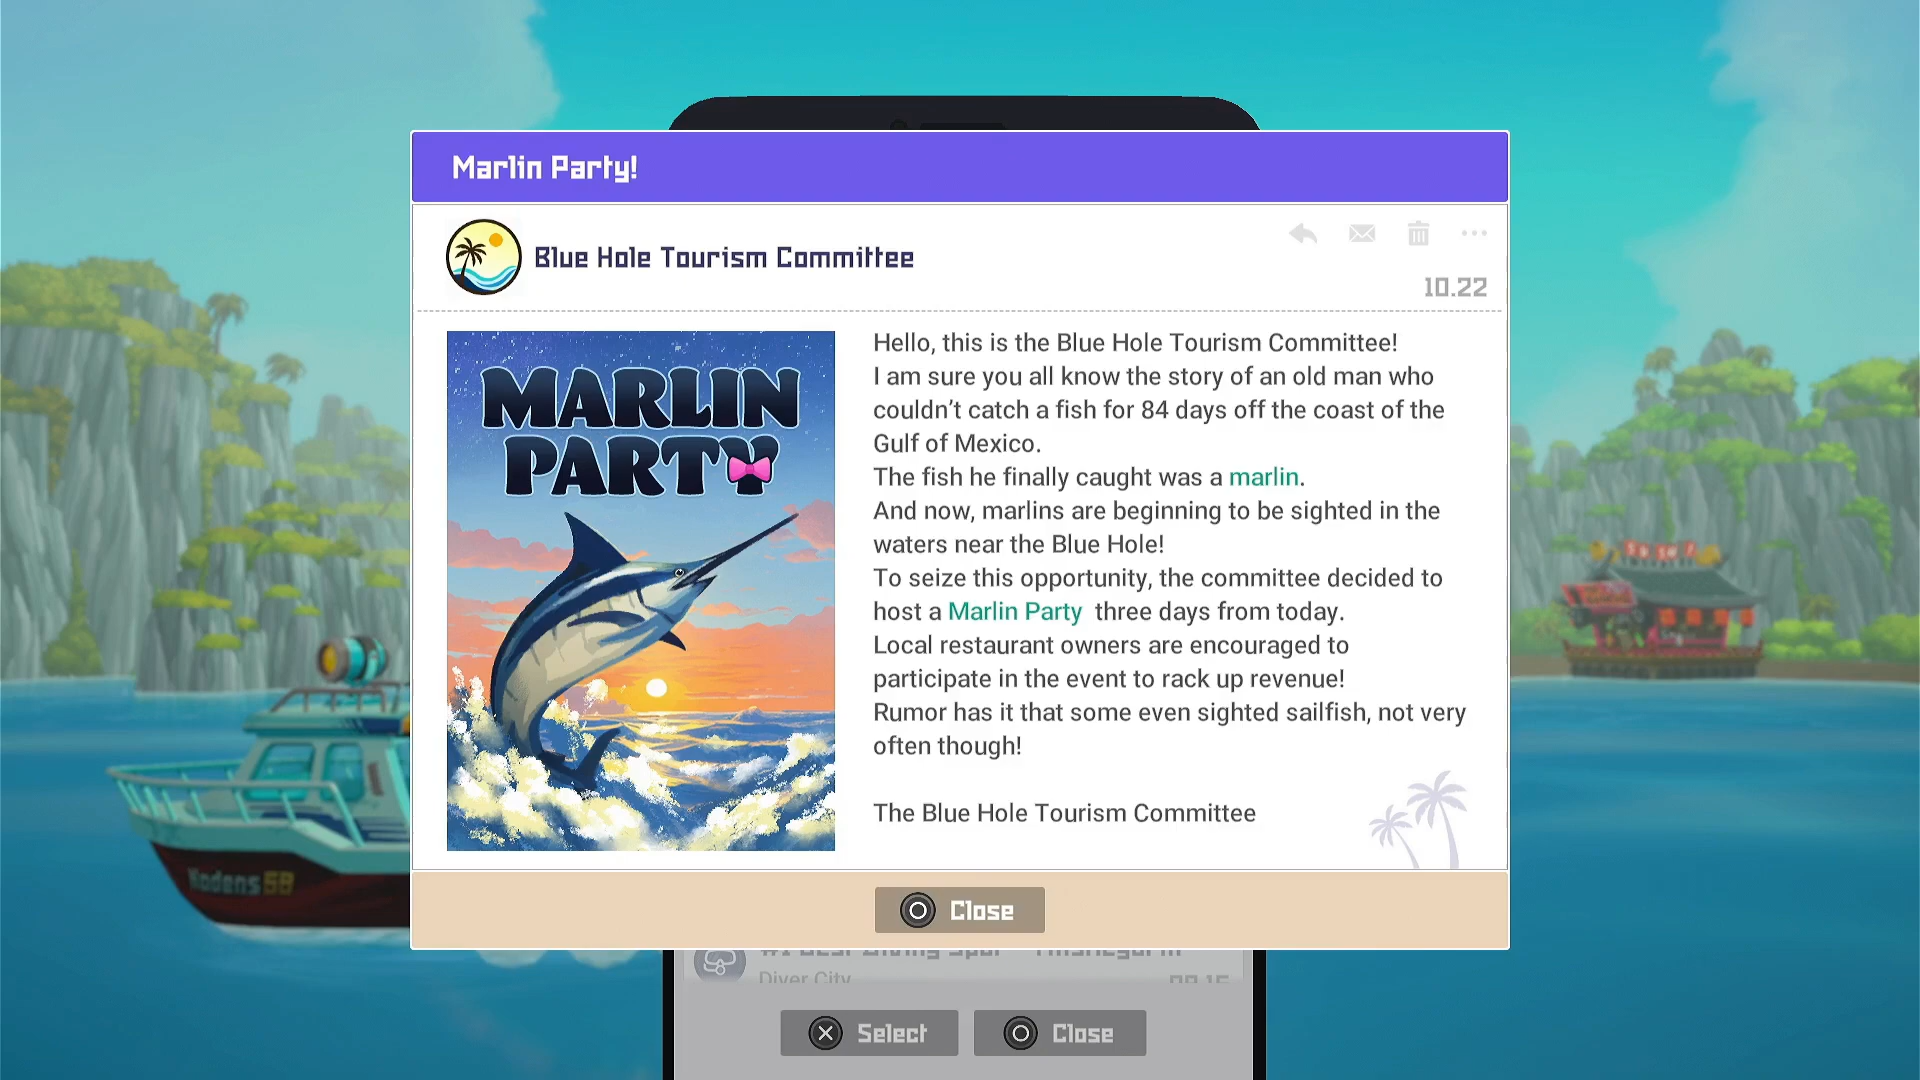 Marlin Party!
Blue Hole Tourism Committee
10.22
MARLIN
PARTY
Hello, this is the Blue Hole Tourism Committee!
I am sure you all know the story of an old man who
couldn't catch a fish for 84 days off the coast of the
Gulf of Mexico.
The fish he finally caught was a marlin.
And now, marlins are beginning to be sighted in the
waters near the Blue Hole!
To seize this opportunity, the committee decided to
host a Marlin Party three days from today.
Local restaurant owners are encouraged to
participate in the event to rack up revenue!
Rumor has it that some even sighted sailfish, not very
often though!
The Blue Hole Tourism Committee
Close
Diver City
Select
Close